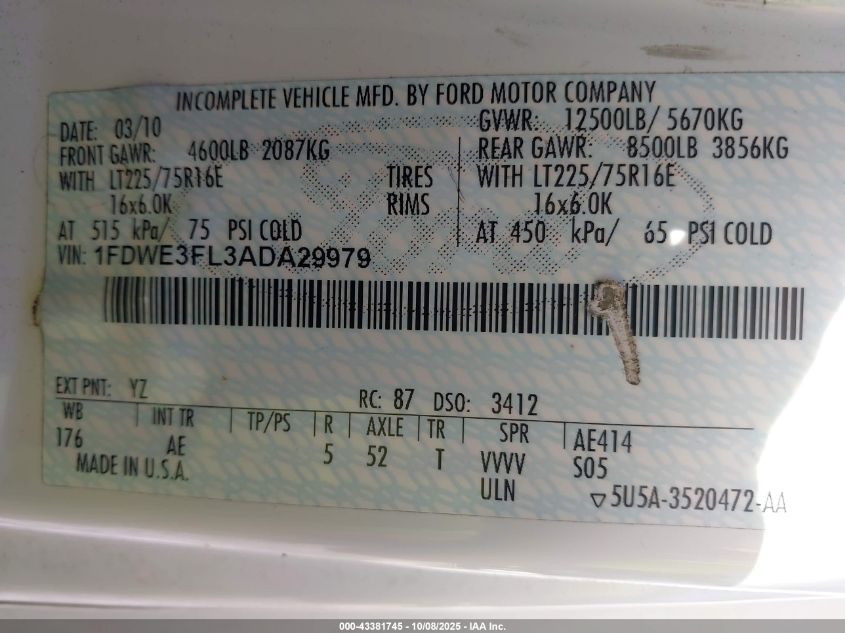 INCOMPLETE VEHICLE MFD. BY FORD MOTOR COMPANY
DATE: 03/10 GVWR: 12500LB/ 5670KG
FRONT GAWR: 4600LB 2087KG REAR GAWR: 8500LB 3856KG
WITH LT225/75R16E TIRES WITH LT225/75R16E
16x6.0K RIMS 16x6.0K
AT 515 kPa/ 75 PSI COLD AT 450 kPa/ 65 PSI COLD
VIN: 1FDWE3FL3ADA29979
EXT PNT: YZ RC: 87 DSO: 3412
WB INT TR TP/PS R AXLE TR SPR AE414
176 AE 5 52 T VVVV S05
MADE IN U.S.A. ULN 5U5A-3520472-AA
000-43381745 - 10/08/2025 - IAA Inc.